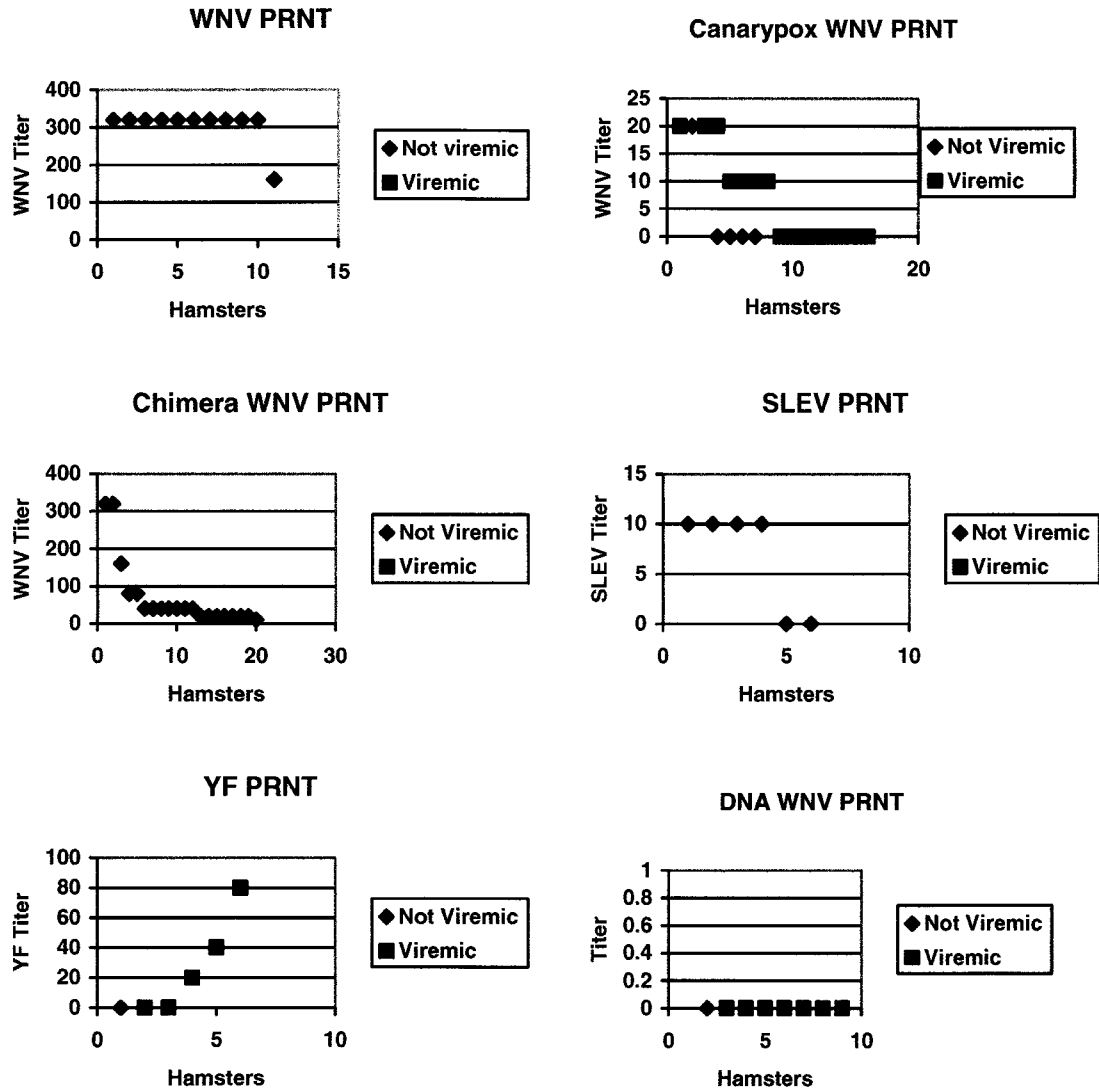 WNV PRNT
WNV Titer
400
300
200
100
0
0 5 10 15
Hamsters
Not viremic
Viremic
Canarypox WNV PRNT
WNV Titer
25
20
15
10
5
0
0 10 20
Hamsters
Not Viremic
Viremic
Chimera WNV PRNT
WNV Titer
400
300
200
100
0
0 10 20 30
Hamsters
Not Viremic
Viremic
SLEV PRNT
SLEV Titer
15
10
5
0
0 5 10
Hamsters
Not Viremic
Viremic
YF PRNT
YF Titer
100
80
60
40
20
0
0 5 10
Hamsters
Not Viremic
Viremic
DNA WNV PRNT
Titer
1
0.8
0.6
0.4
0.2
0
0 5 10
Hamsters
Not Viremic
Viremic